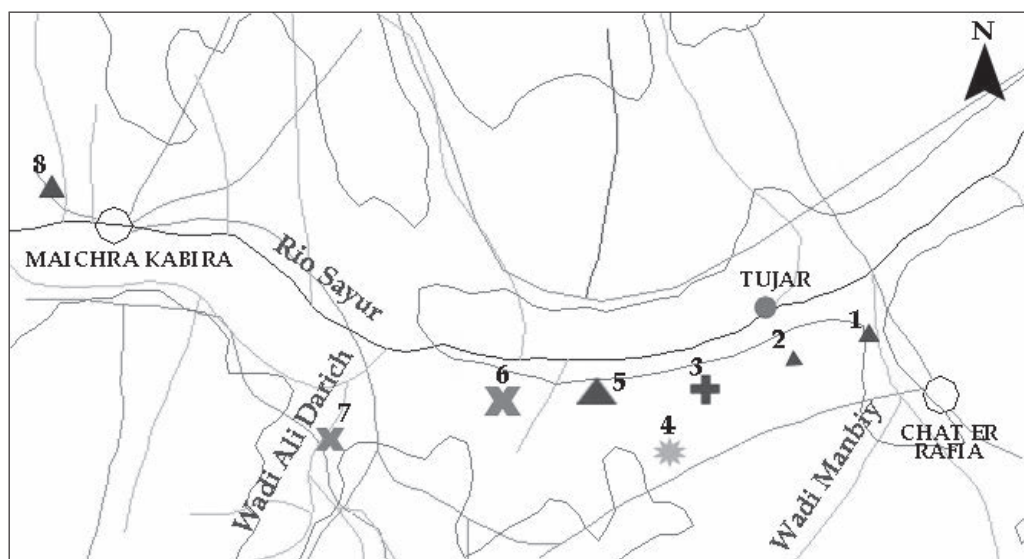 N
8
MAICHRA KABIRA
Rio Sayur
TUJAR
1
2
3
4
5
6
7
Wadi Ali Darich
Wadi Manbiy
CHAT ER
RAFIA